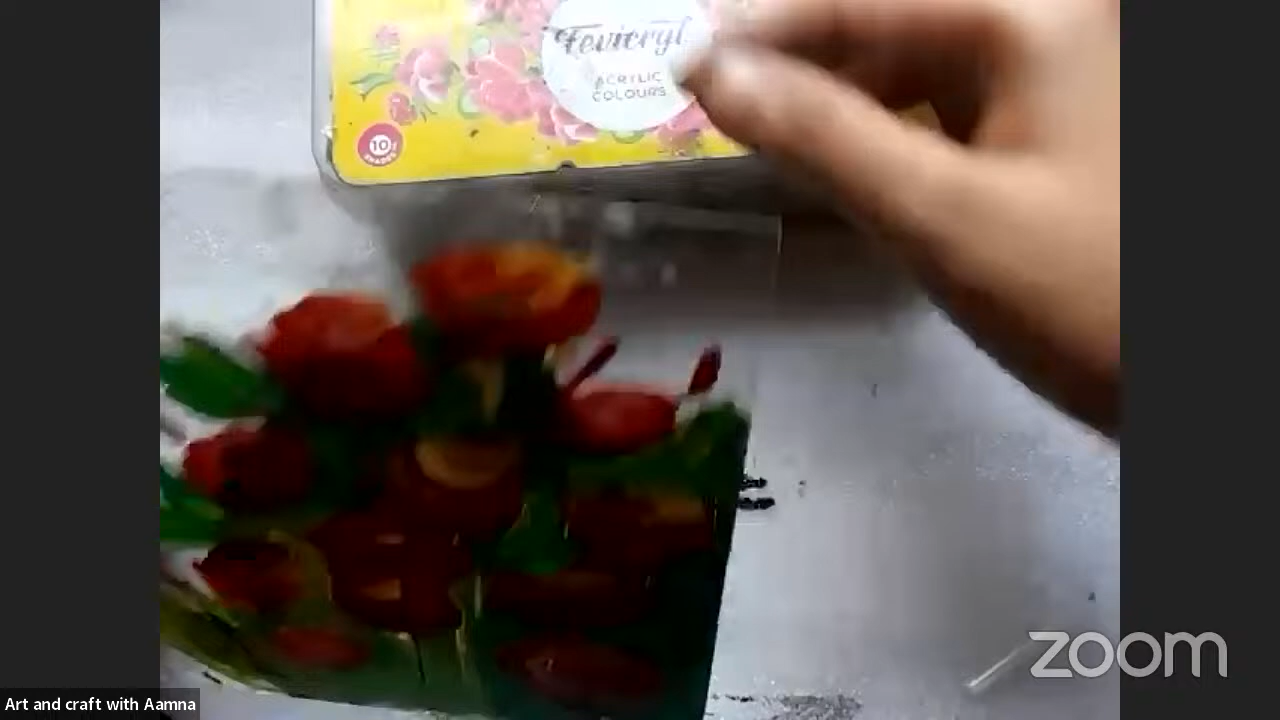 Fevicryl
ACRYLIC
COLOURS
10
SHADES
zoom
Art and craft with Aamna